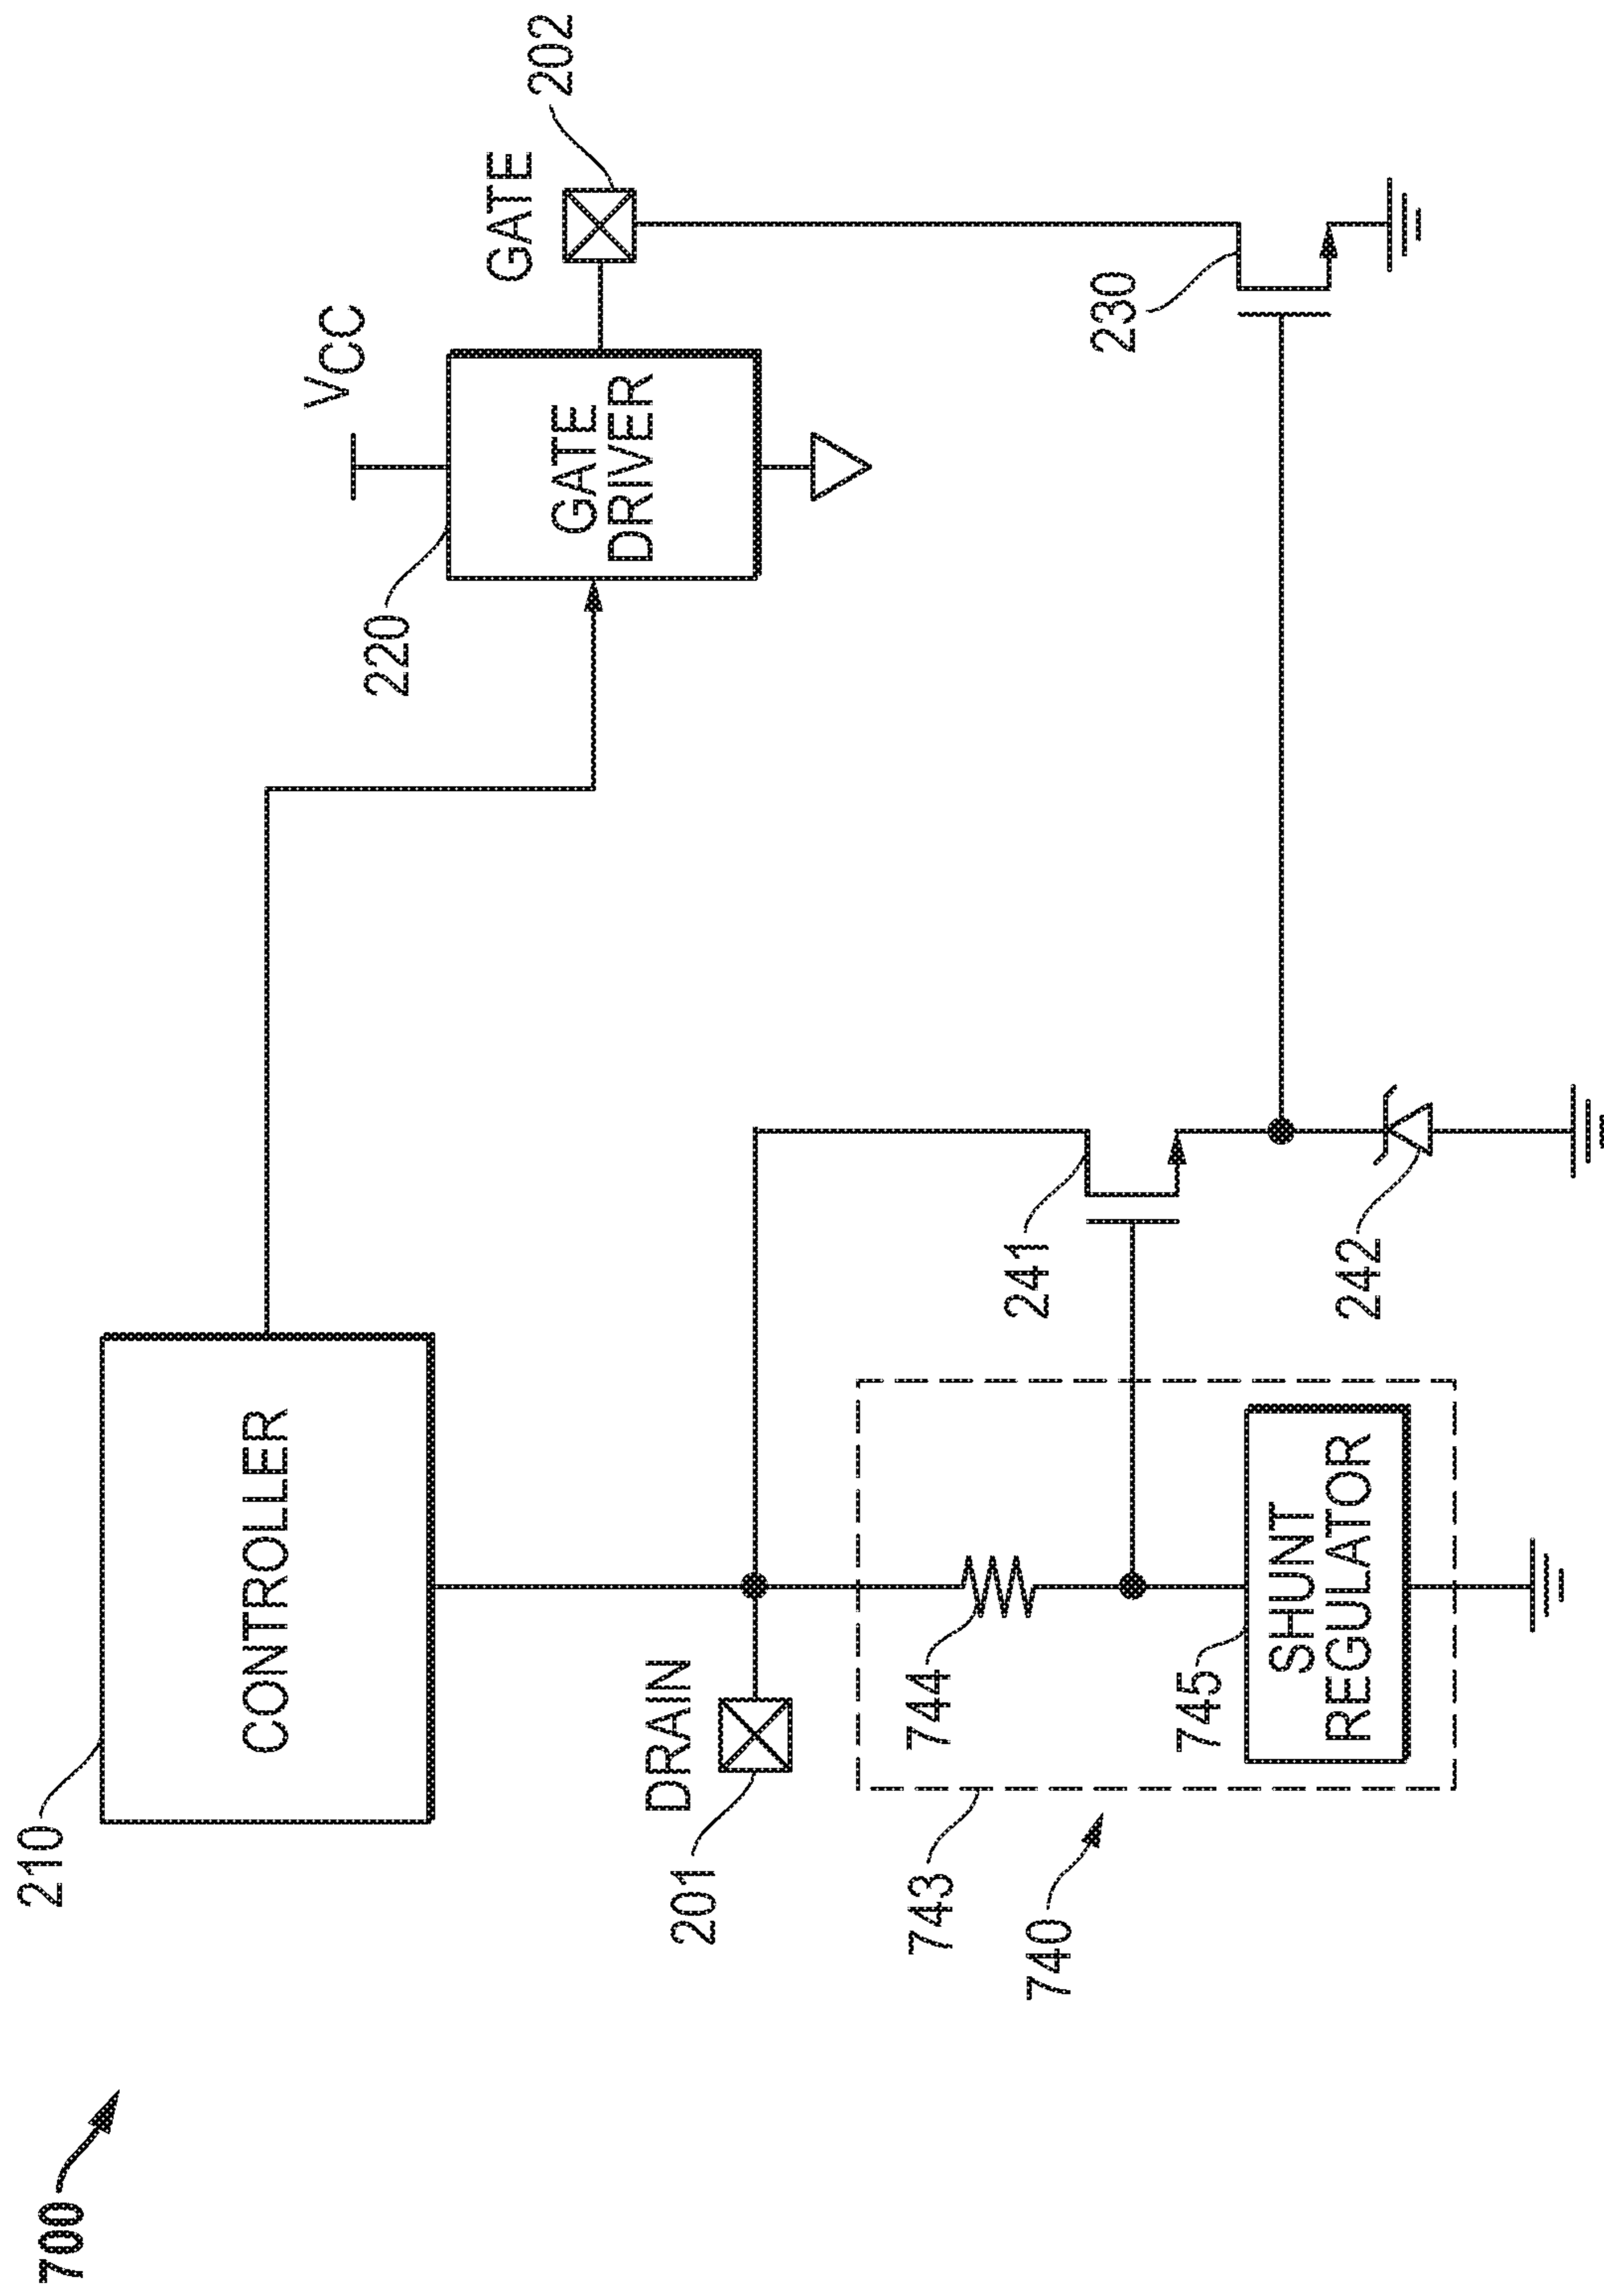 700
210
CONTROLLER
VCC
220
GATE
DRIVER
GATE
202
DRAIN
201
743
740
744
745
SHUNT
REGULATOR
241
242
230